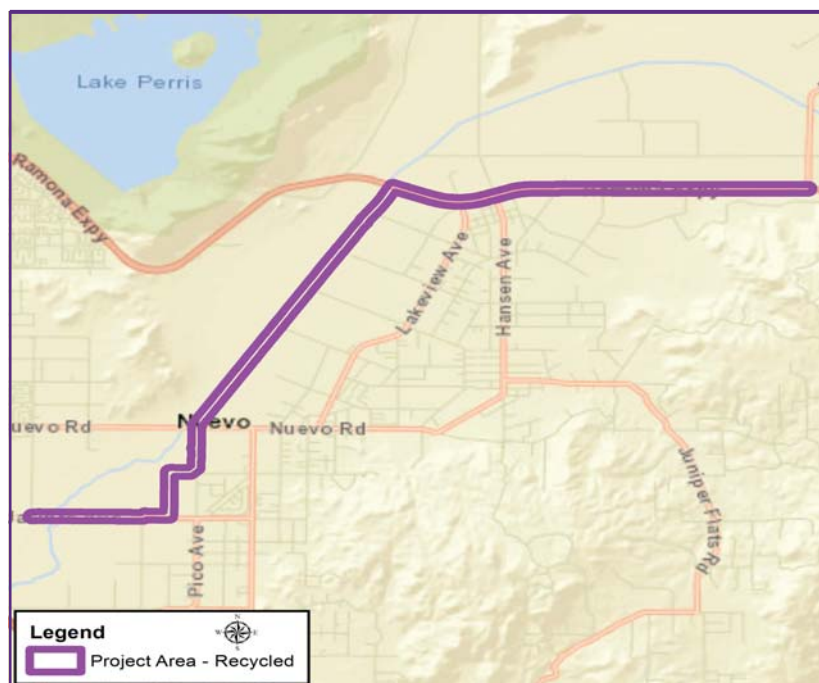 Lake Perris
Ramona Expy
Lakeview Ave
Hansen Ave
Nuevo
uevo Rd
Nuevo Rd
Juniper Flats Rd
Pico Ave
Legend
N
W
E
S
Project Area - Recycled